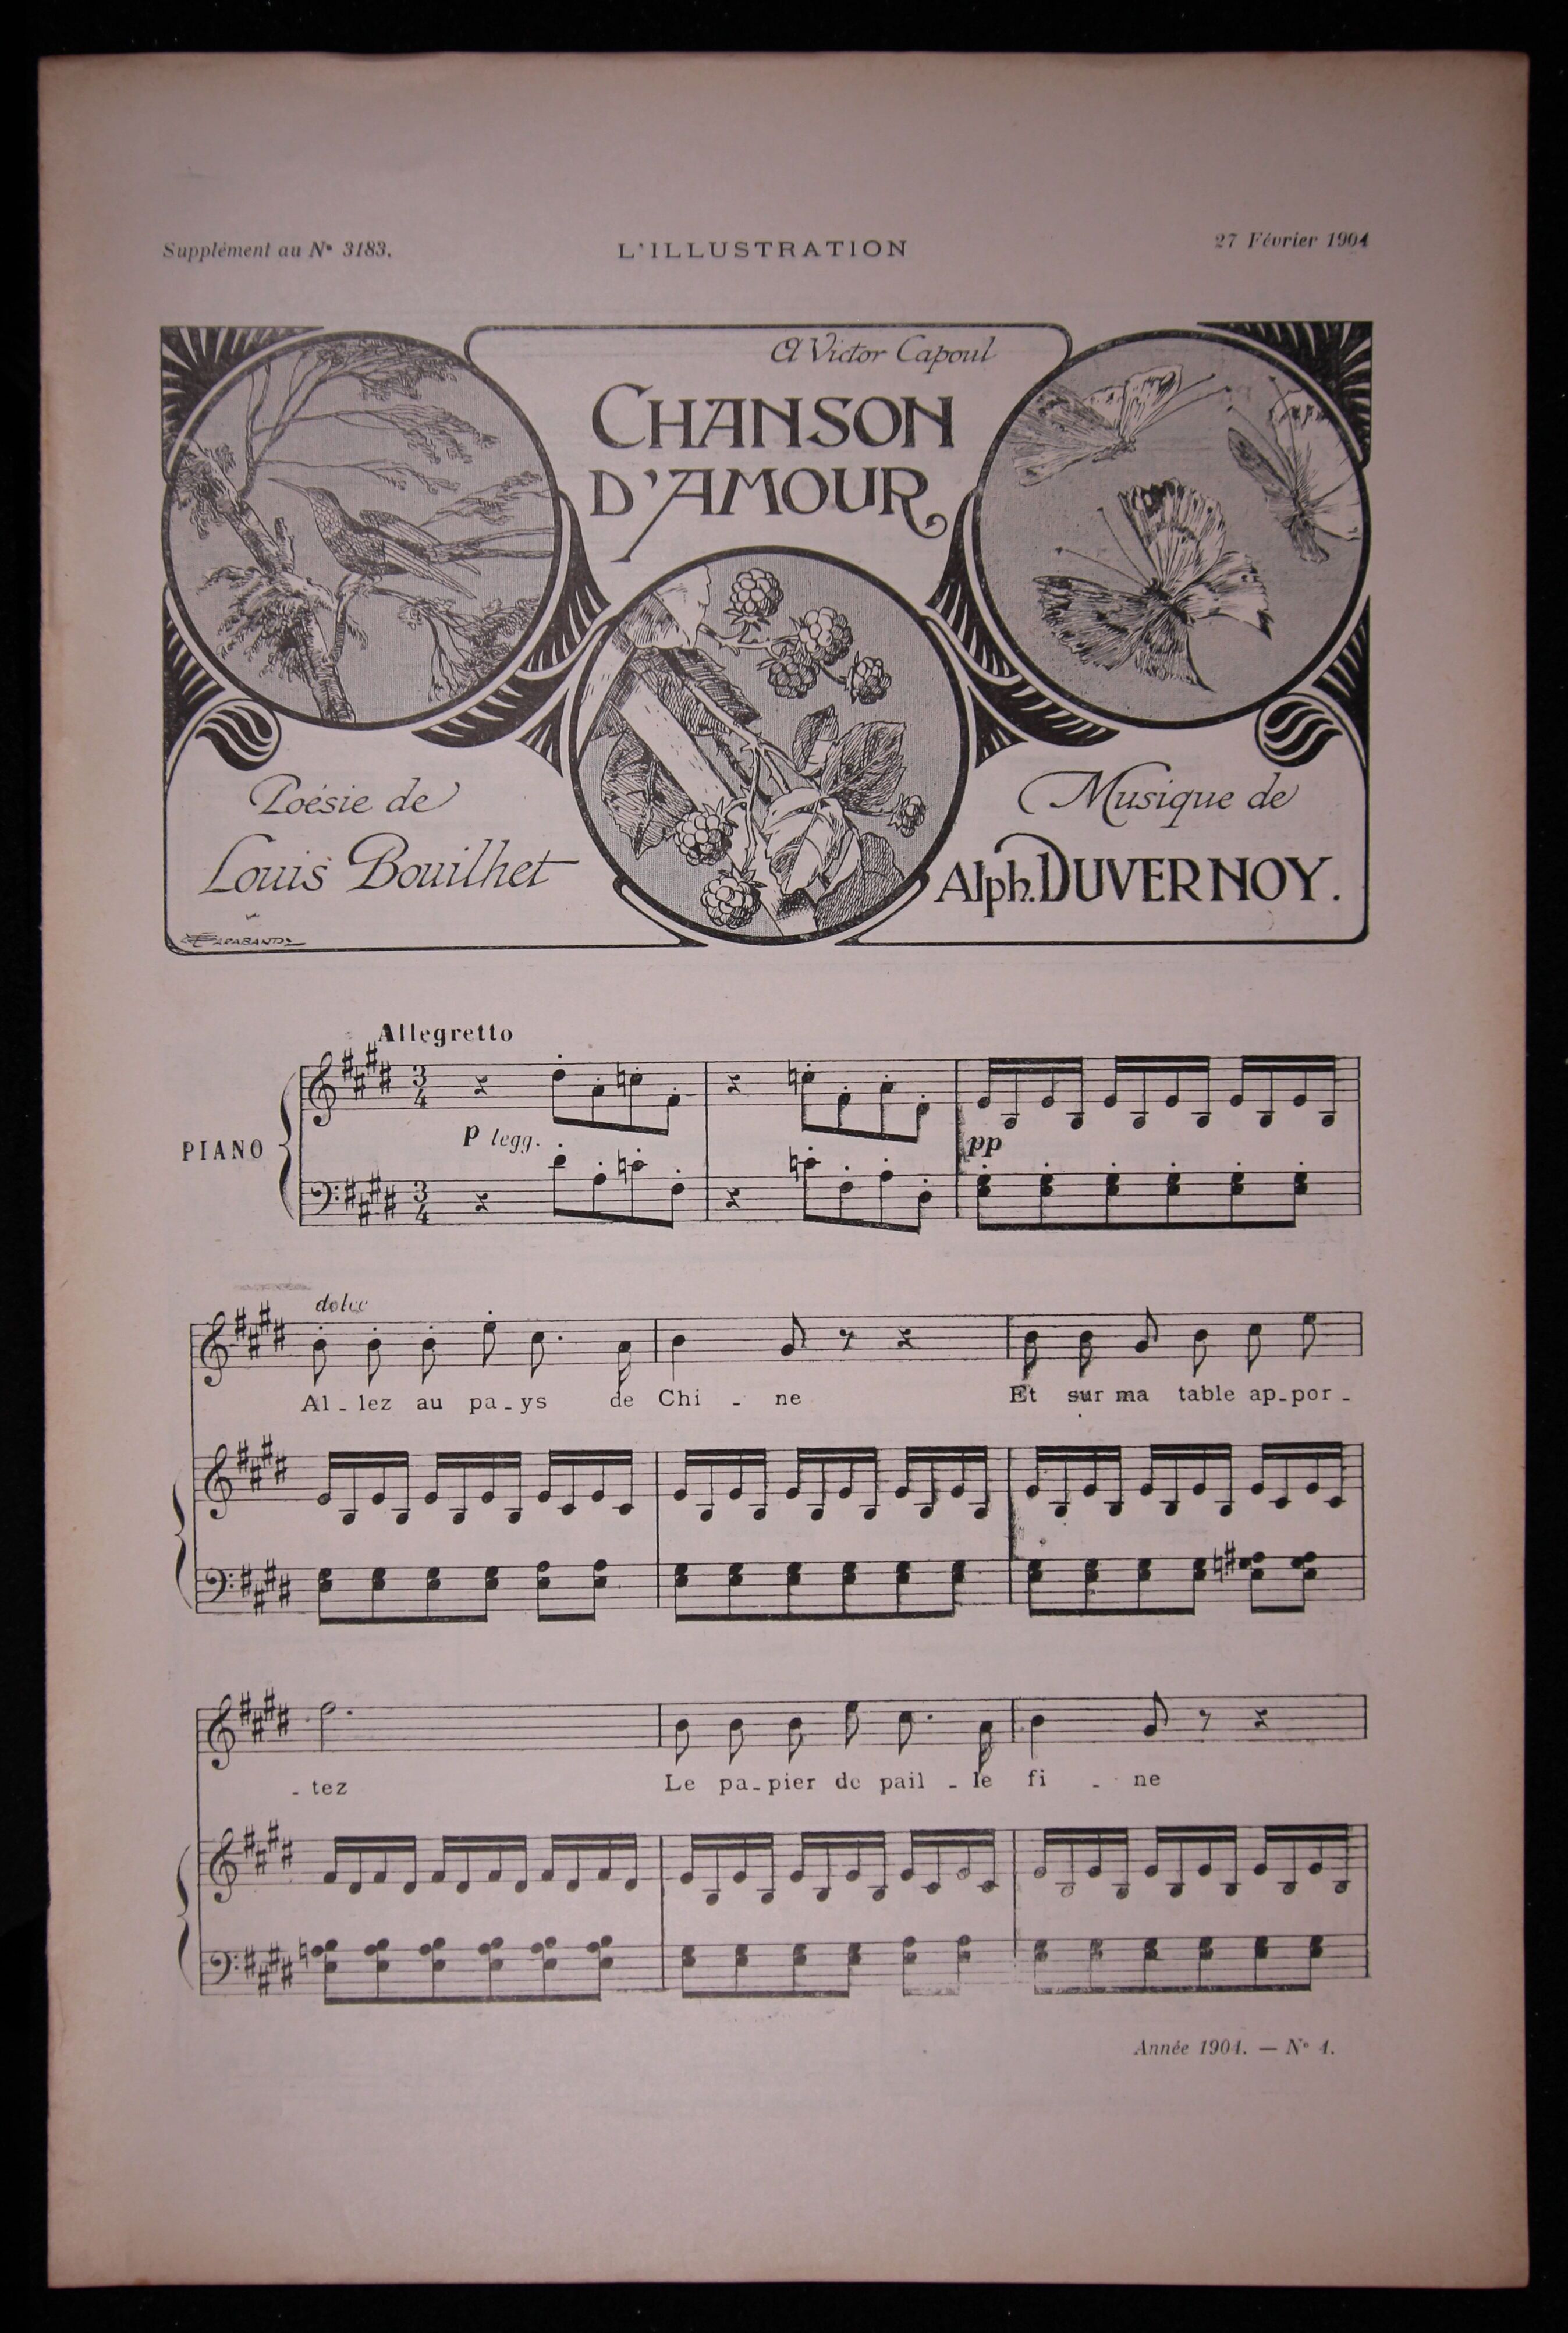 Supplément au N° 3183.
L'ILLUSTRATION
27 Février 1904
A Victor Capoul
CHANSON
D'AMOUR
Poésie de
Louis Bouilhet
Musique de
Alph. DUVERNOY.
Allegretto
PIANO
p legg.
pp
dolce
Al_lez au pa_ys de Chi _ ne Et sur ma table ap_por_
_tez Le pa_pier de pail _ le fi _ ne
Année 1904. — N° 4.